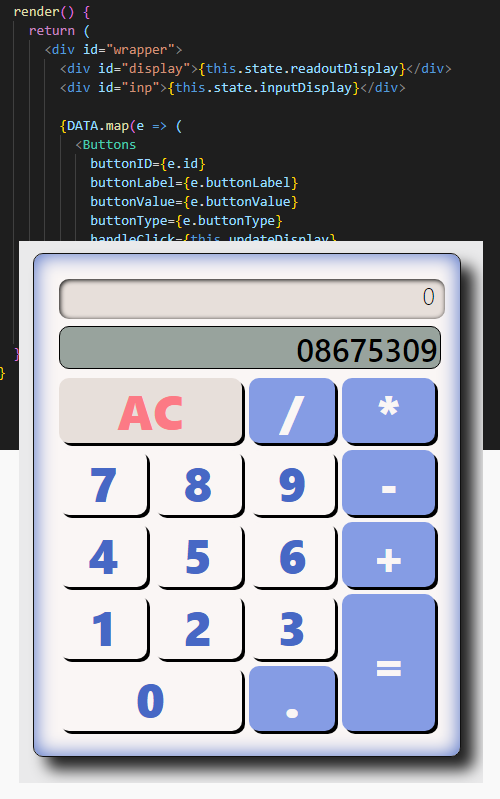 render() {
return (
<div id="wrapper">
<div id="display">{this.state.readoutDisplay}</div>
<div id="inp">{this.state.inputDisplay}</div>
{DATA.map(e => (
<Buttons
buttonID={e.id}
buttonLabel={e.buttonLabel}
buttonValue={e.buttonValue}
buttonType={e.buttonType}
handleClick={this.updateDisplay}
0
08675309
AC / *
7 8 9 -
4 5 6 +
1 2 3
=
0 .
}
}